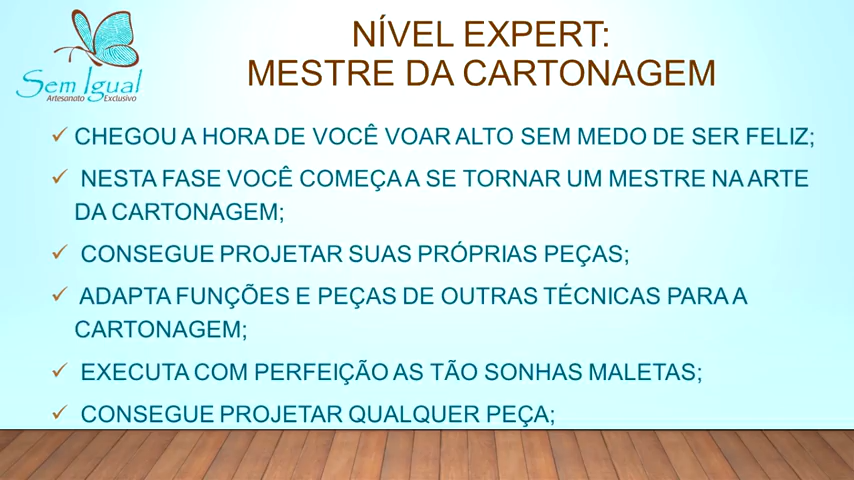 Sem Igual
Artesanato Exclusivo
NÍVEL EXPERT:
MESTRE DA CARTONAGEM
CHEGOU A HORA DE VOCÊ VOAR ALTO SEM MEDO DE SER FELIZ;
NESTA FASE VOCÊ COMEÇA A SE TORNAR UM MESTRE NA ARTE
DA CARTONAGEM;
CONSEGUE PROJETAR SUAS PRÓPRIAS PEÇAS;
ADAPTA FUNÇÕES E PEÇAS DE OUTRAS TÉCNICAS PARA A
CARTONAGEM;
EXECUTA COM PERFEIÇÃO AS TÃO SONHAS MALETAS;
CONSEGUE PROJETAR QUALQUER PEÇA;